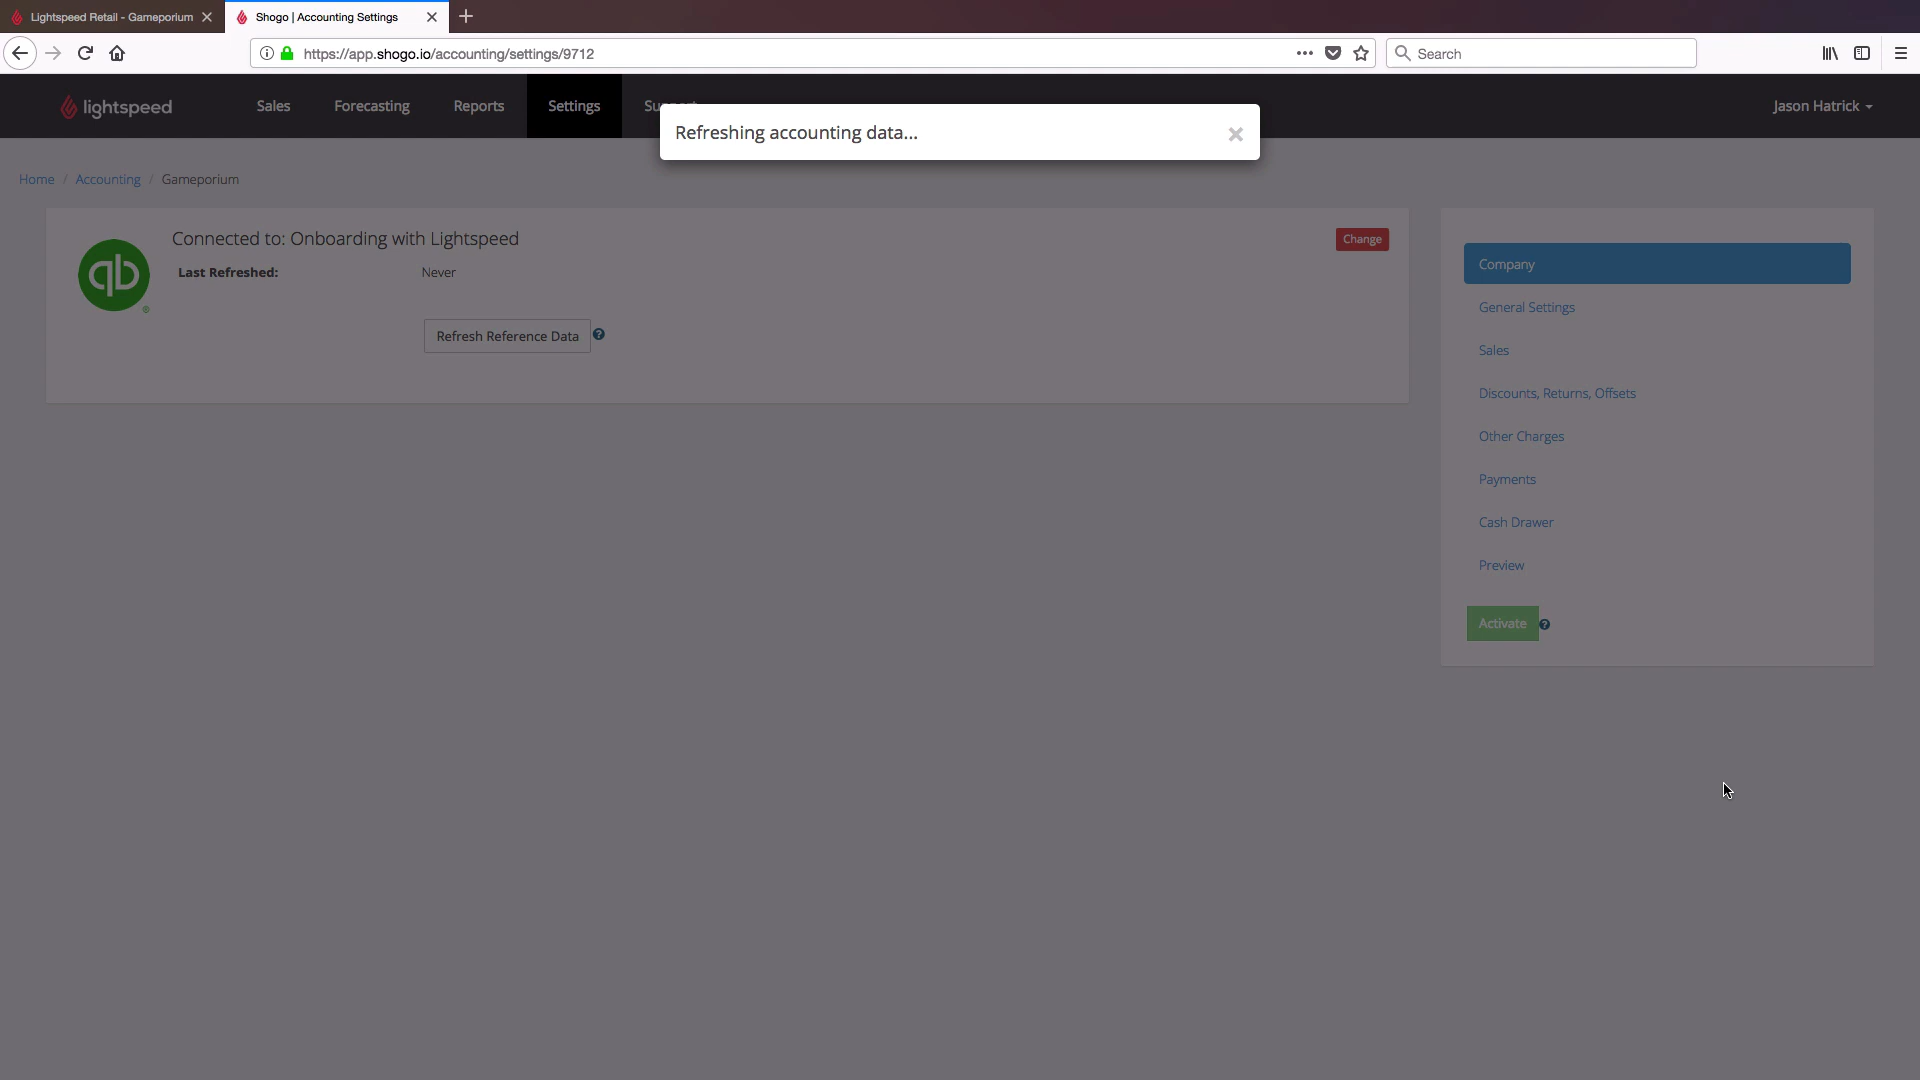 Lightspeed Retail - Gameporium
Shogo | Accounting Settings
https://app.shogo.io/accounting/settings/9712
Search
lightspeed
Sales
Forecasting
Reports
Settings
Jason Hatrick
Refreshing accounting data...
Home / Accounting / Gameporium
Connected to: Onboarding with Lightspeed
Change
qb
Last Refreshed: Never
Refresh Reference Data
Company
General Settings
Sales
Discounts, Returns, Offsets
Other Charges
Payments
Cash Drawer
Preview
Activate